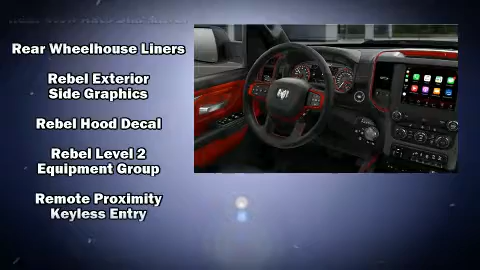 Rear Wheelhouse Liners
Rebel Exterior
Side Graphics
Rebel Hood Decal
Rebel Level 2
Equipment Group
Remote Proximity
Keyless Entry